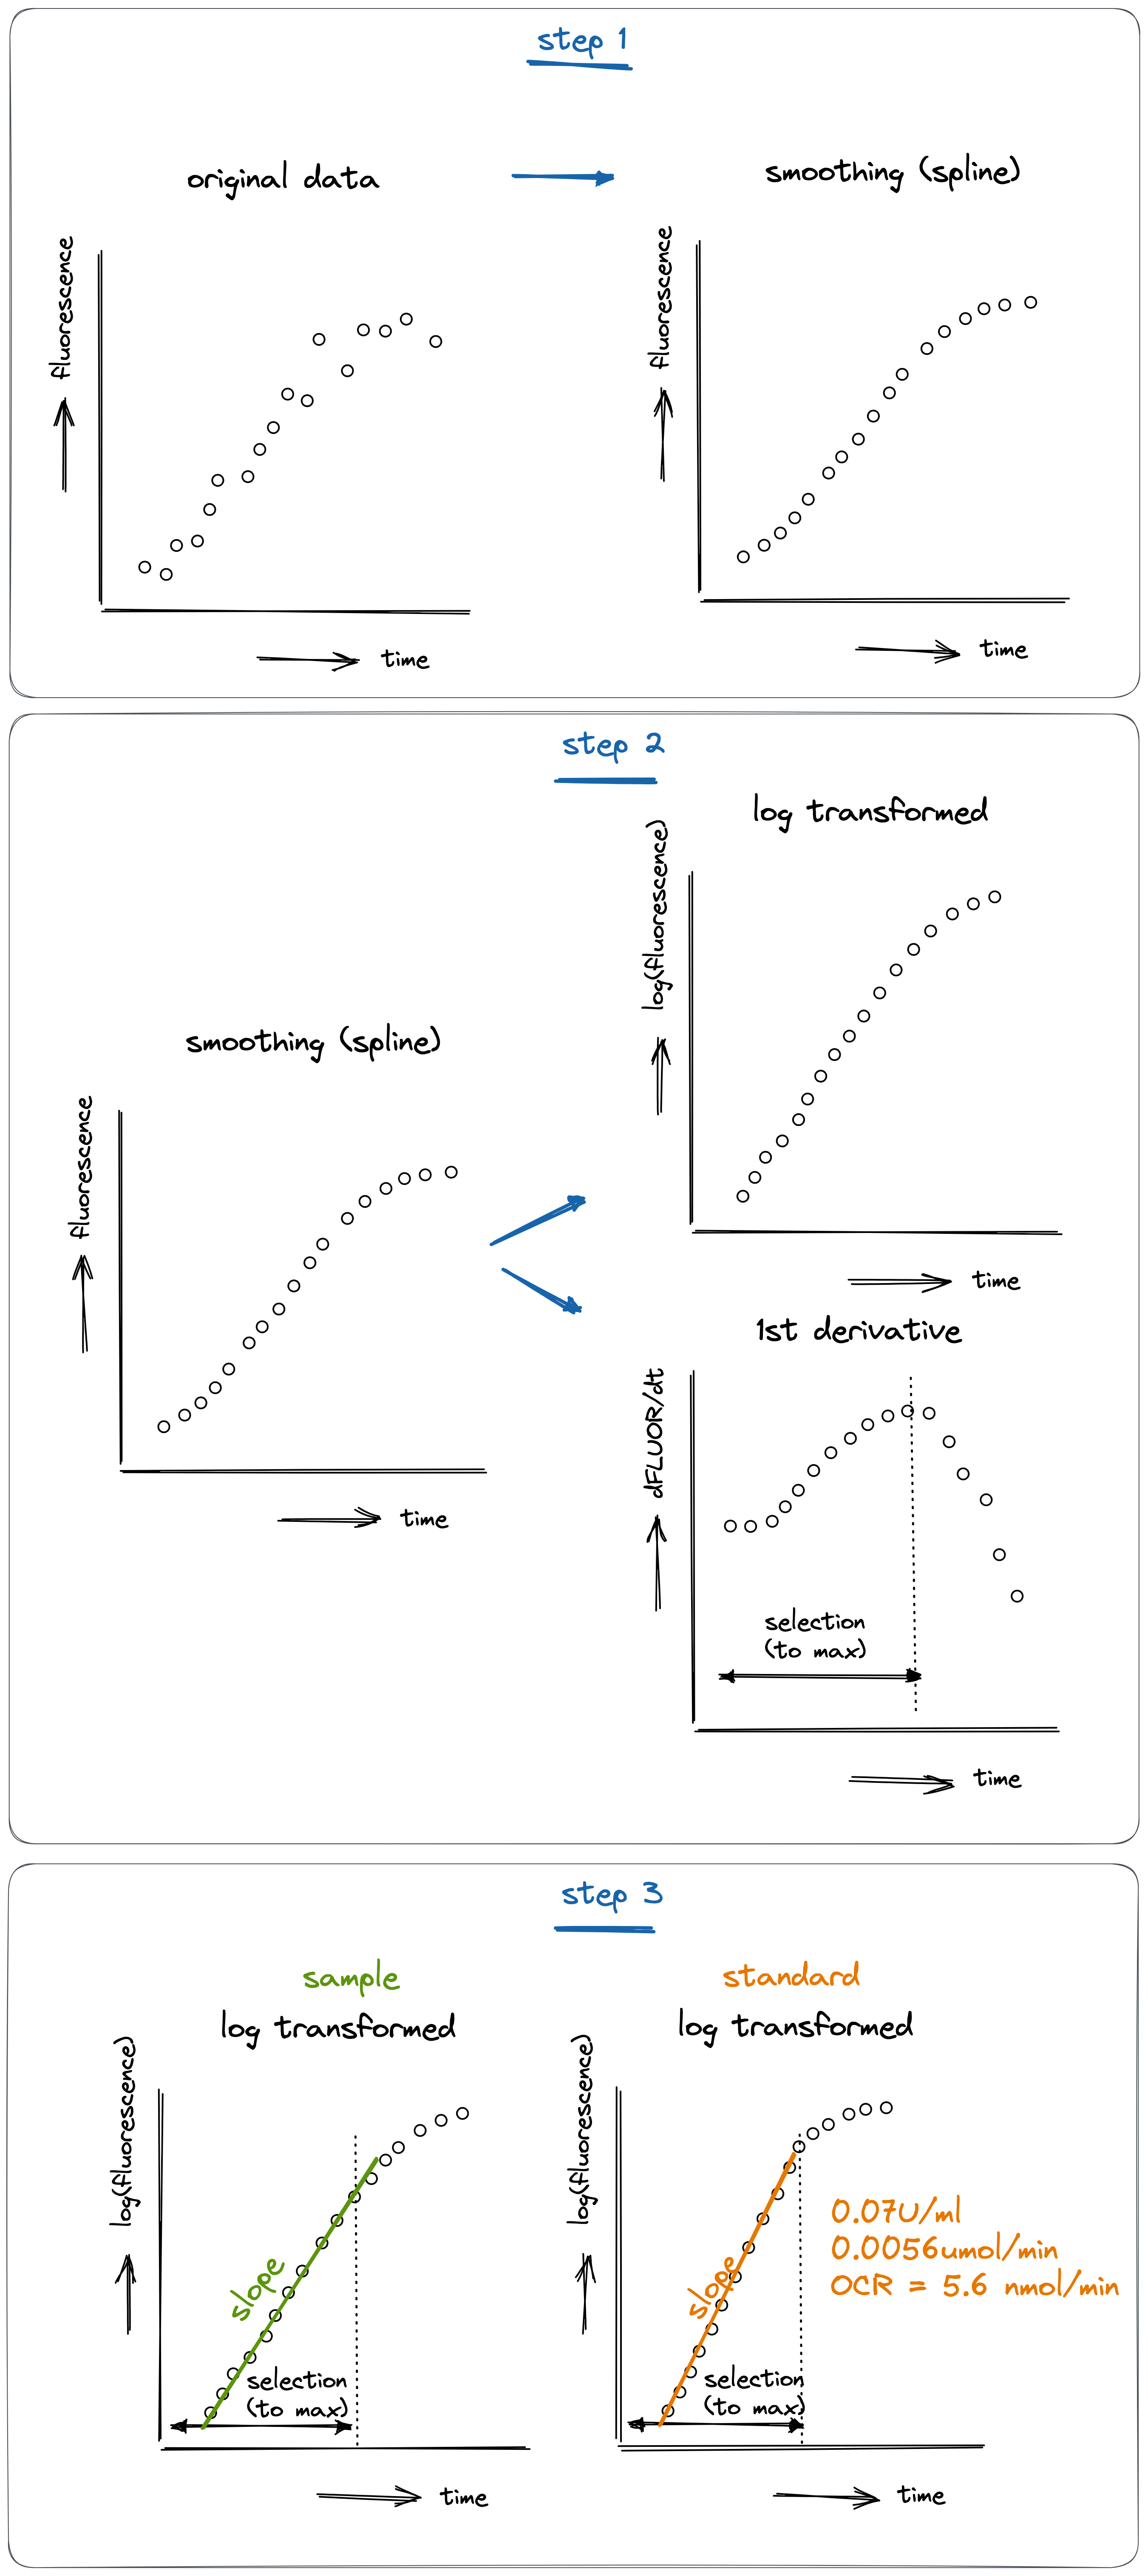 step 1
original data
smoothing (spline)
fluorescence
time
fluorescence
time
step 2
log transformed
log(fluorescence)
time
smoothing (spline)
fluorescence
time
1st derivative
dFLUOR/dt
selection
(to max)
time
step 3
sample
log transformed
log(fluorescence)
slope
selection
(to max)
time
standard
log transformed
log(fluorescence)
slope
selection
(to max)
time
0.07U/ml
0.0056umol/min
OCR = 5.6 nmol/min